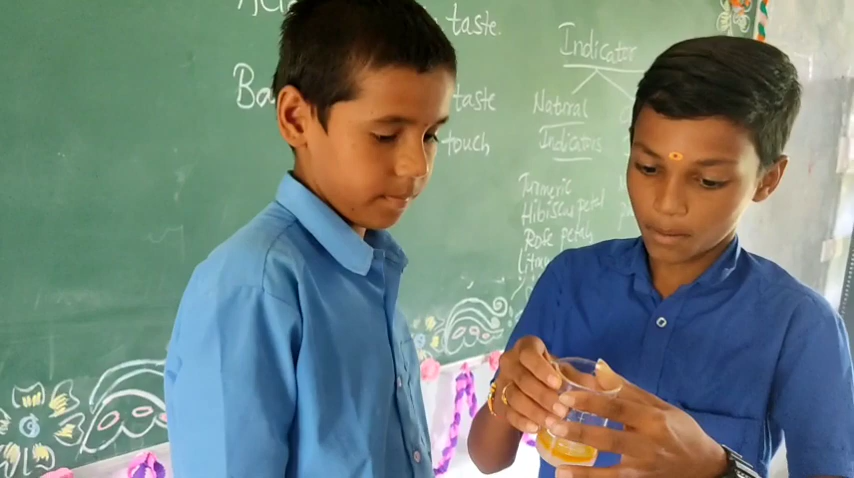 taste.
Ba
taste
touch
Indicator
Natural
Indicators
Turmeric
Hibiscus petal
Rose petals